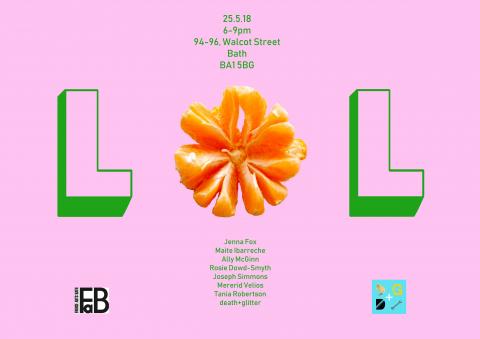 25.5.18
6-9pm
94-96, Walcot Street
Bath
BA1 5BG
L L
Jenna Fox
Maite Ibarreche
Ally McGinn
Rosie Dowd-Smyth
Joseph Simmons
Mererid Velios
Tania Robertson
death+glitter
FaB
D+G